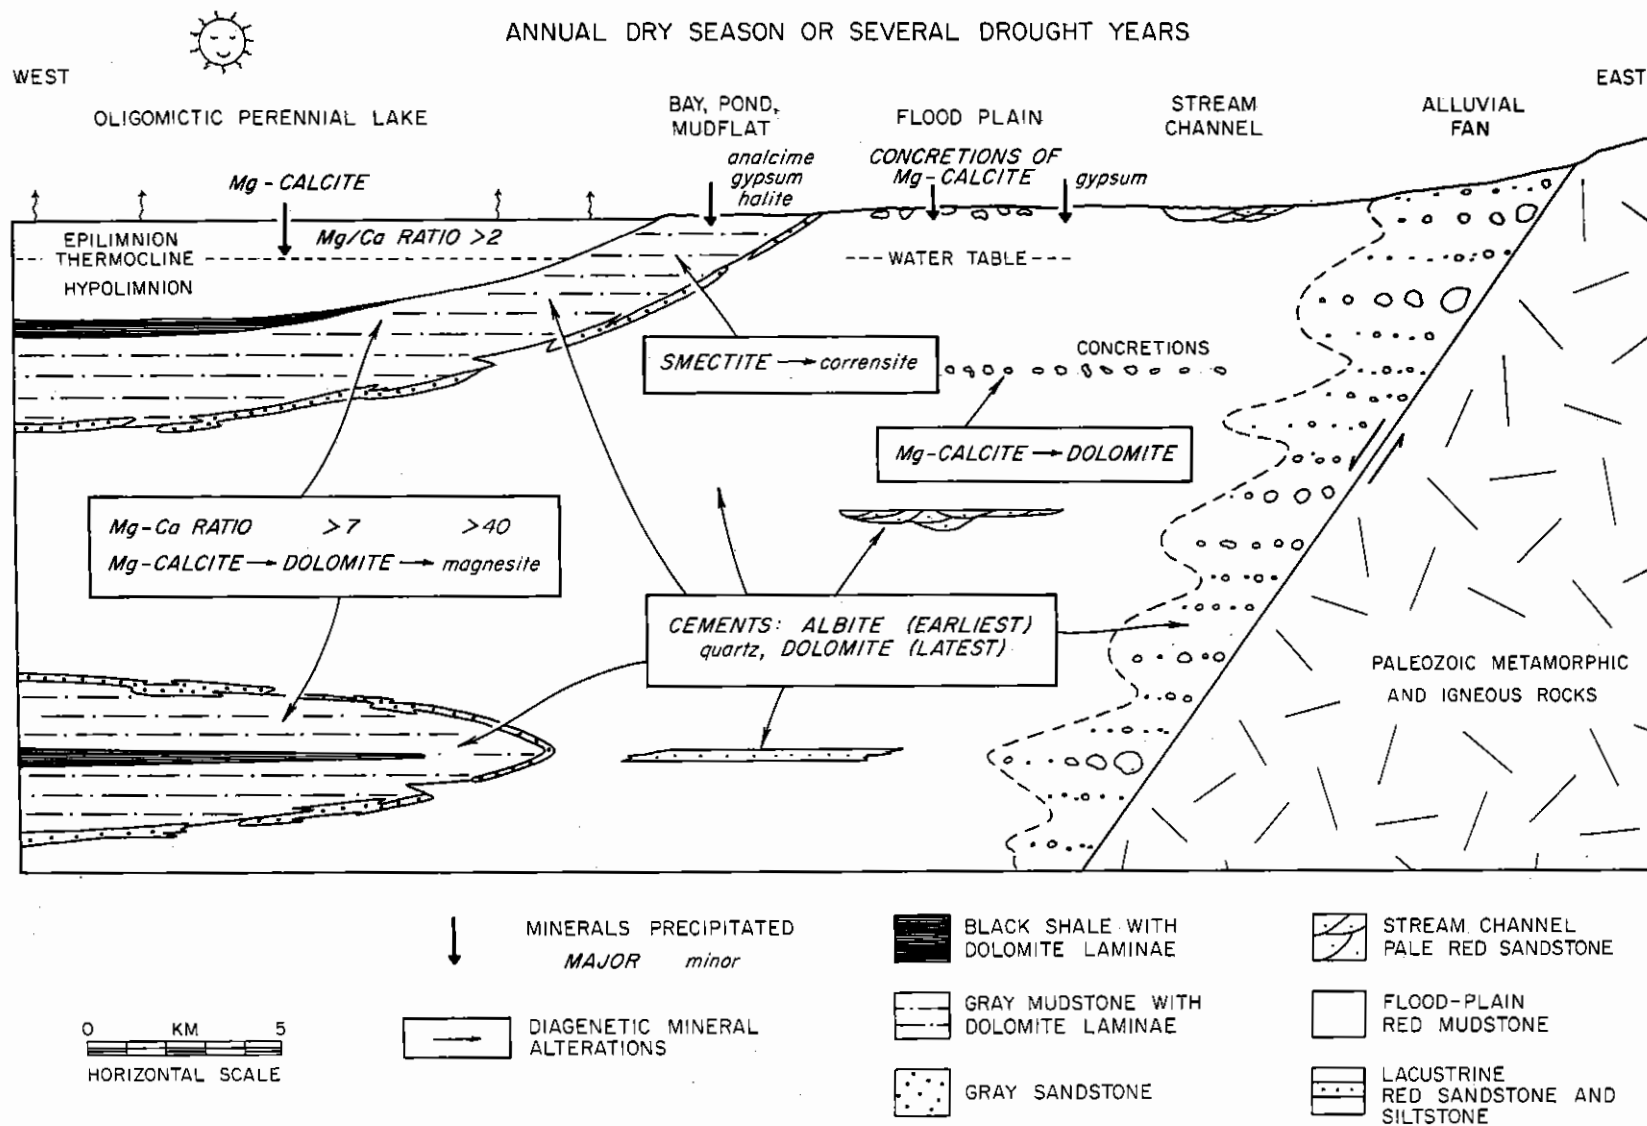 ANNUAL DRY SEASON OR SEVERAL DROUGHT YEARS
WEST
EAST
OLIGOMICTIC PERENNIAL LAKE
BAY, POND,
MUDFLAT
FLOOD PLAIN
STREAM
CHANNEL
ALLUVIAL
FAN
Mg-CALCITE
analcime
gypsum
halite
CONCRETIONS OF
Mg-CALCITE
gypsum
EPILIMNION
Mg/Ca RATIO >2
THERMOCLINE
HYPOLIMNION
WATER TABLE
SMECTITE → corrensite
CONCRETIONS
Mg-CALCITE → DOLOMITE
Mg-Ca RATIO >7 >40
Mg-CALCITE → DOLOMITE → magnesite
CEMENTS: ALBITE (EARLIEST)
quartz, DOLOMITE (LATEST)
PALEOZOIC METAMORPHIC
AND IGNEOUS ROCKS
MINERALS PRECIPITATED
MAJOR minor
DIAGENETIC MINERAL
ALTERATIONS
0 KM 5
HORIZONTAL SCALE
BLACK SHALE WITH
DOLOMITE LAMINAE
GRAY MUDSTONE WITH
DOLOMITE LAMINAE
GRAY SANDSTONE
STREAM CHANNEL
PALE RED SANDSTONE
FLOOD-PLAIN
RED MUDSTONE
LACUSTRINE
RED SANDSTONE AND
SILTSTONE